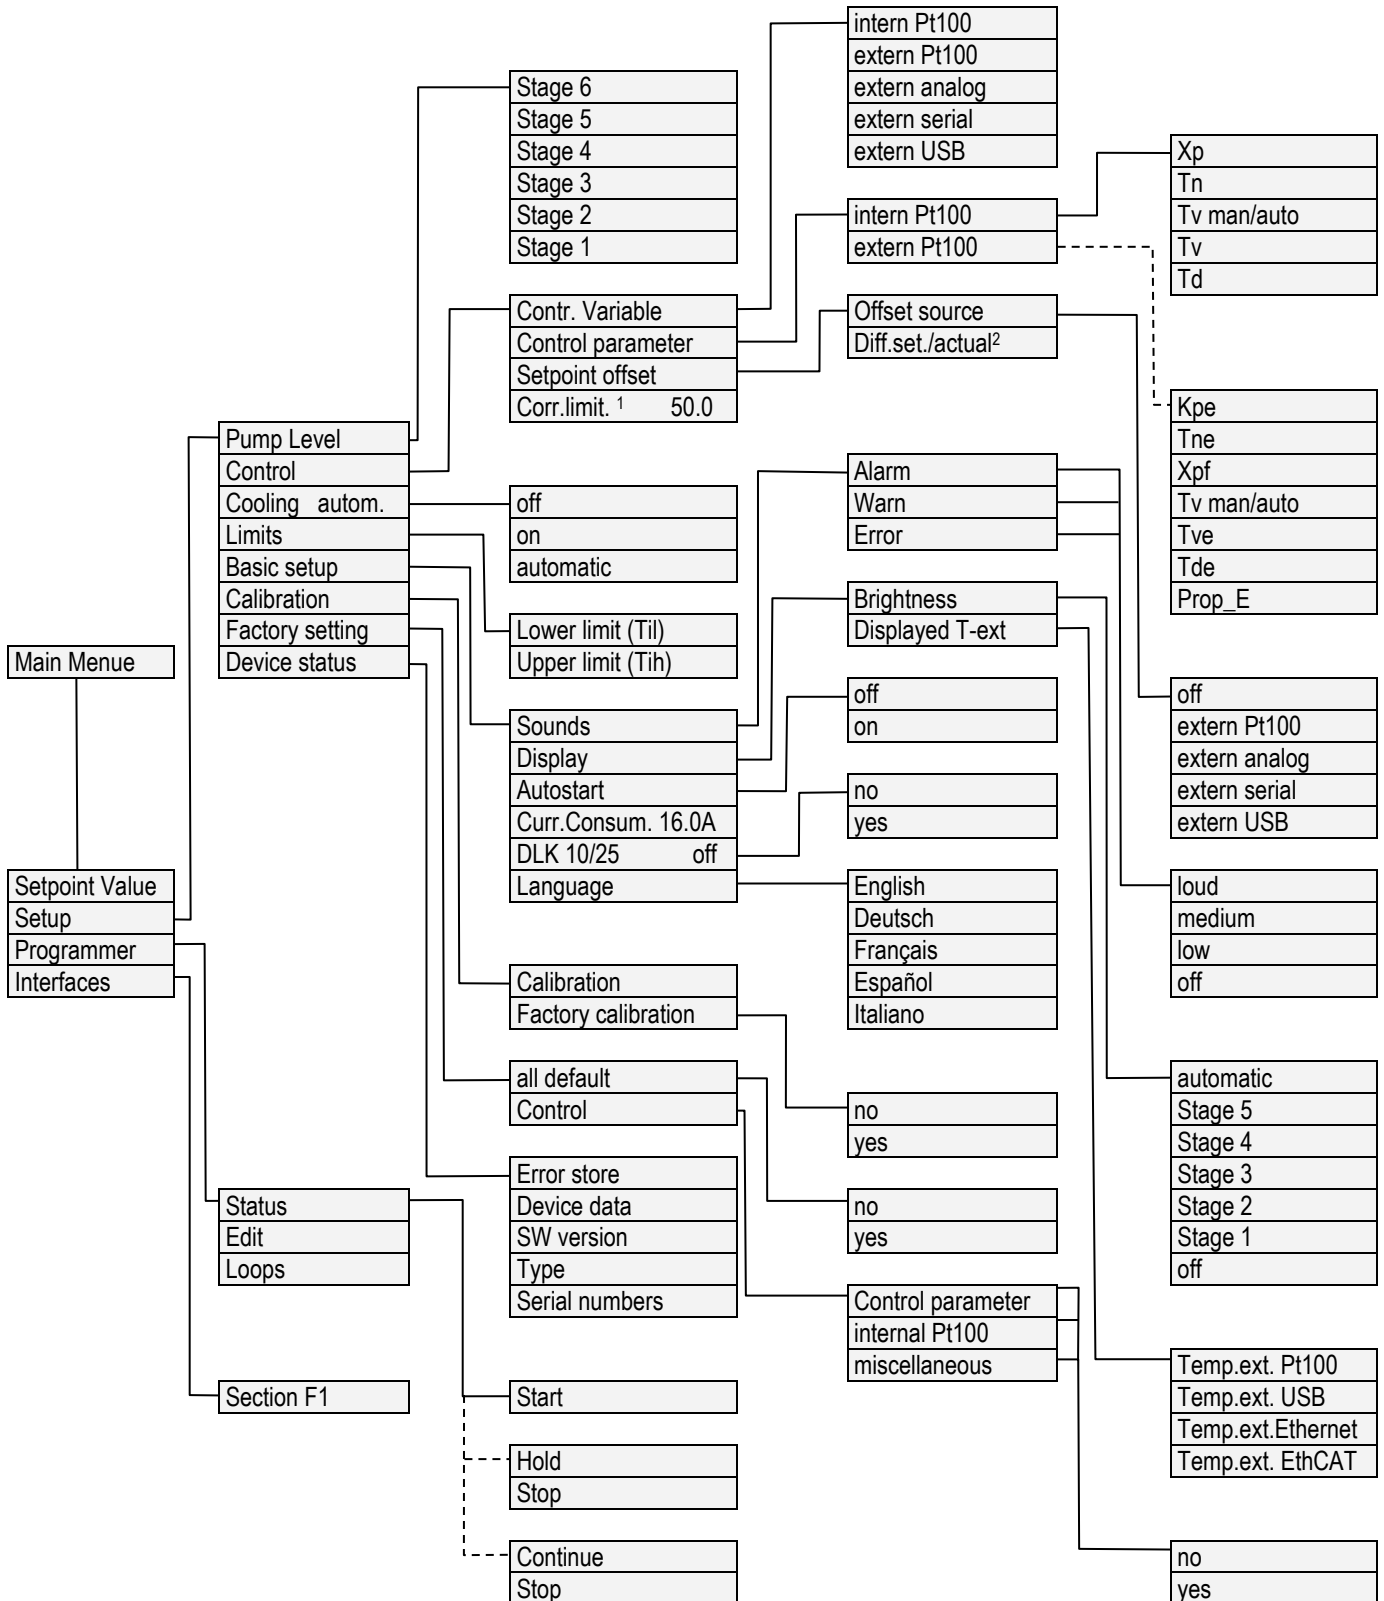 Main Menue
Setpoint Value
Setup
Programmer
Interfaces
Pump Level
Control
Cooling autom.
Limits
Basic setup
Calibration
Factory setting
Device status
Status
Edit
Loops
Section F1
Stage 6
Stage 5
Stage 4
Stage 3
Stage 2
Stage 1
Contr. Variable
Control parameter
Setpoint offset
Corr.limit. ¹ 50.0
off
on
automatic
Lower limit (Til)
Upper limit (Tih)
Sounds
Display
Autostart
Curr.Consum. 16.0A
DLK 10/25 off
Language
Calibration
Factory calibration
all default
Control
Error store
Device data
SW version
Type
Serial numbers
Start
Hold
Stop
Continue
Stop
intern Pt100
extern Pt100
extern analog
extern serial
extern USB
intern Pt100
extern Pt100
Offset source
Diff.set./actual²
Alarm
Warn
Error
Brightness
Displayed T-ext
off
on
no
yes
English
Deutsch
Français
Español
Italiano
no
yes
no
yes
Control parameter
internal Pt100
miscellaneous
Xp
Tn
Tv man/auto
Tv
Td
Kpe
Tne
Xpf
Tv man/auto
Tve
Tde
Prop_E
off
extern Pt100
extern analog
extern serial
extern USB
loud
medium
low
off
automatic
Stage 5
Stage 4
Stage 3
Stage 2
Stage 1
off
Temp.ext. Pt100
Temp.ext. USB
Temp.ext.Ethernet
Temp.ext. EthCAT
no
yes